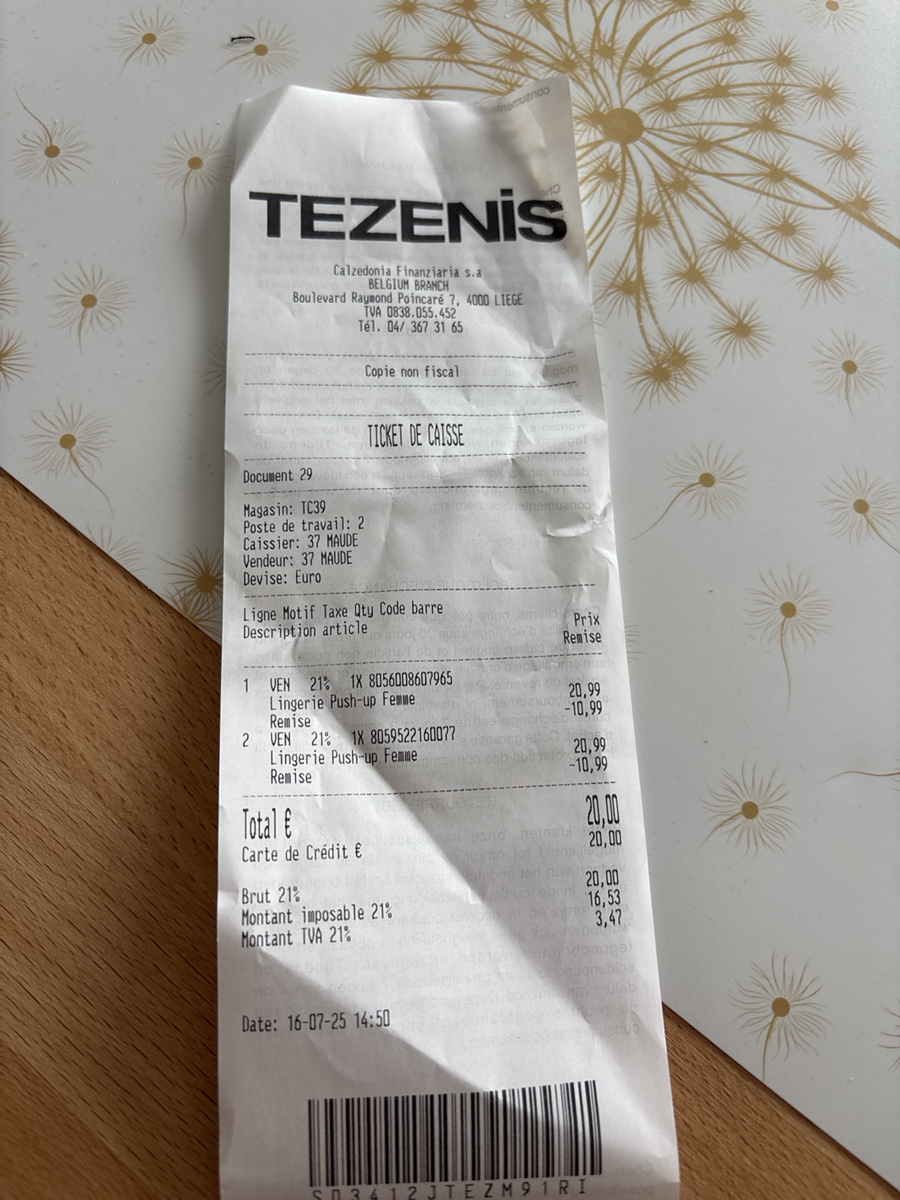 TEZENIS
Calzedonia Finanziaria s.a
BELGIUM BRANCH
Boulevard Raymond Poincaré 7, 4000 LIEGE
TVA 0838.055.452
Tél. 04/ 367 31 65
Copie non fiscal
TICKET DE CAISSE
Document 29
Magasin: TC39
Poste de travail: 2
Caissier: 37 MAUDE
Vendeur: 37 MAUDE
Devise: Euro
Ligne Motif Taxe Qty Code barre Prix
Description article Remise
1 VEN 21% 1X 8056008607965
Lingerie Push-up Femme 20,99
Remise -10,99
2 VEN 21% 1X 8059522160077
Lingerie Push-up Femme 20,99
Remise -10,99
Total € 20,00
Carte de Crédit € 20,00
Brut 21% 20,00
Montant imposable 21% 16,53
Montant TVA 21% 3,47
Date: 16-07-25 14:50
S03412JTEZM91RI